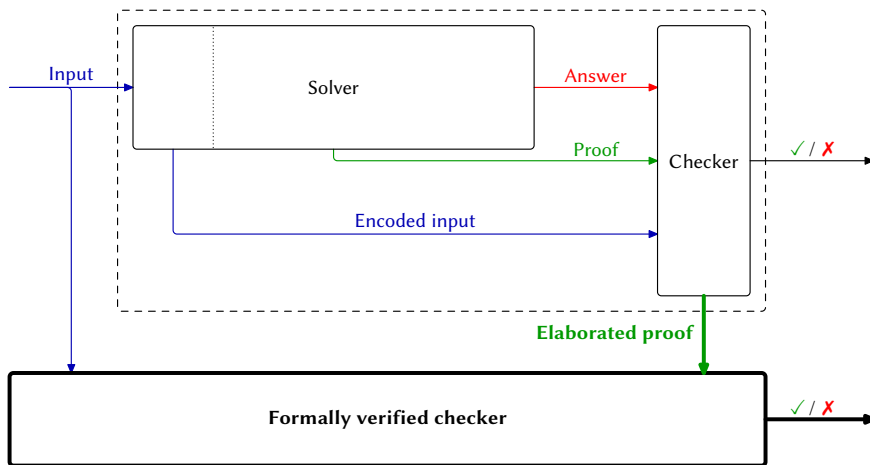 Input
Solver
Answer
Proof
Checker
✓ / ✗
Encoded input
Elaborated proof
Formally verified checker
✓ / ✗